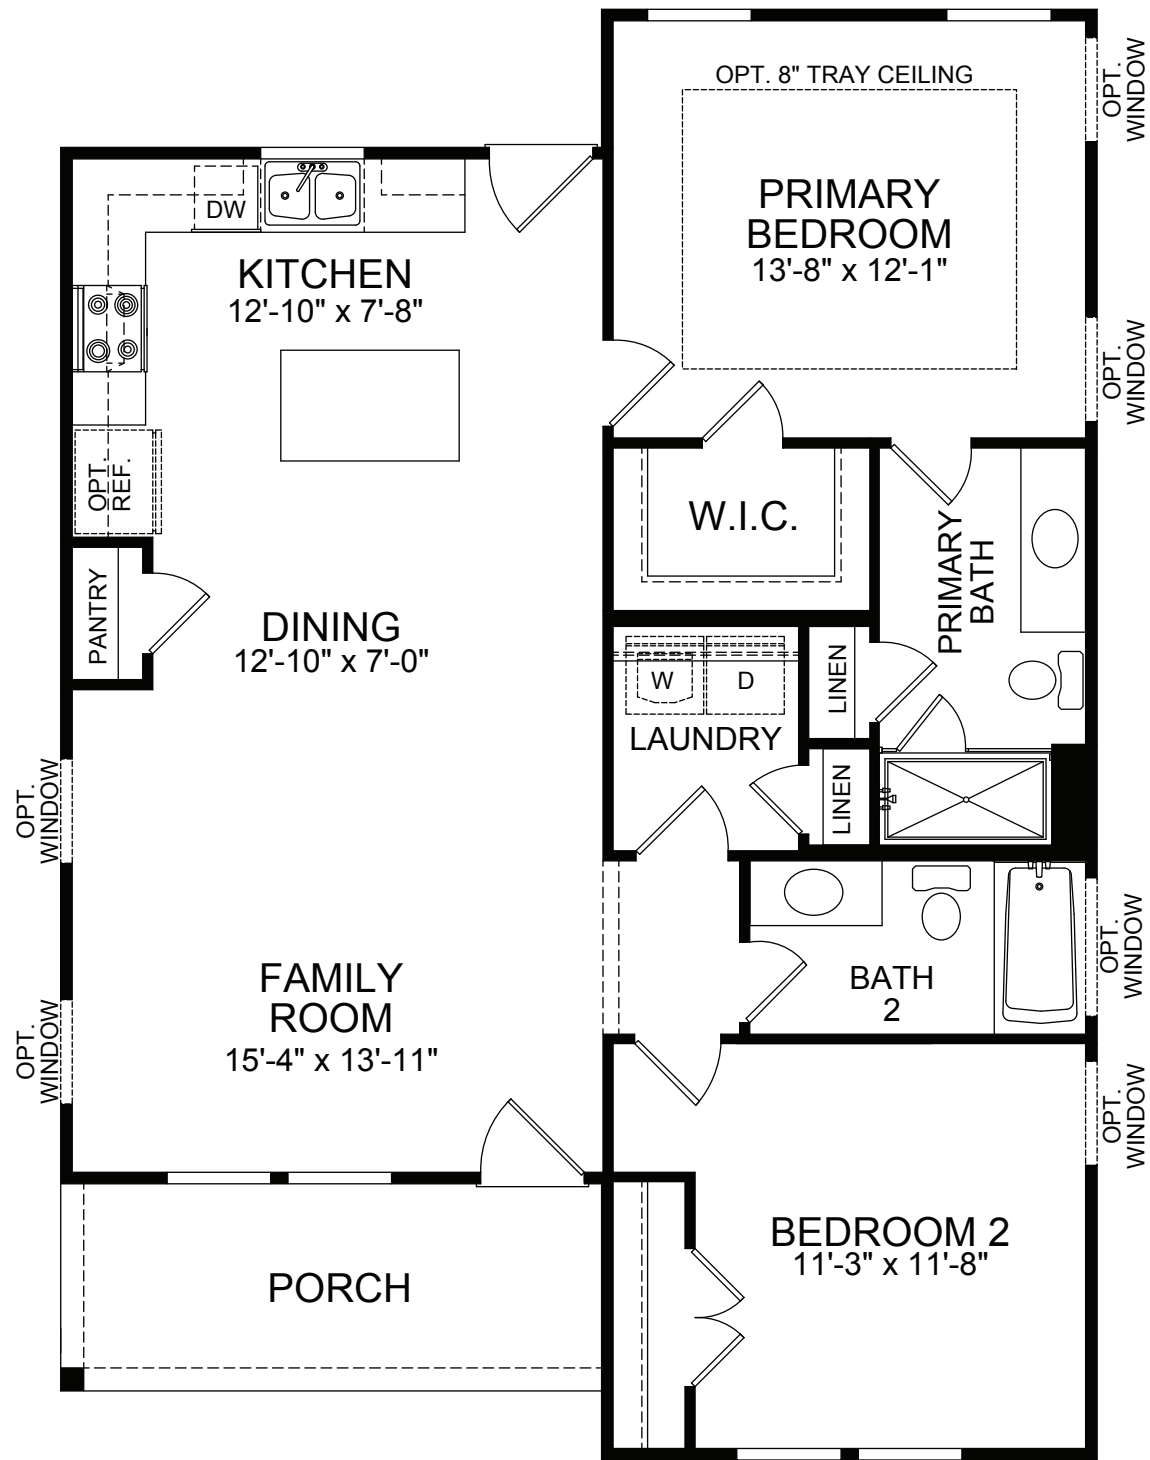 OPT. 8" TRAY CEILING
OPT.
WINDOW
PRIMARY
BEDROOM
13'-8" x 12'-1"
DW
KITCHEN
12'-10" x 7'-8"
OPT.
WINDOW
OPT.
REF.
W.I.C.
PRIMARY
BATH
PANTRY
DINING
12'-10" x 7'-0"
W
D
LINEN
LAUNDRY
LINEN
OPT.
WINDOW
FAMILY
ROOM
15'-4" x 13'-11"
BATH
2
OPT.
WINDOW
OPT.
WINDOW
OPT.
WINDOW
BEDROOM 2
11'-3" x 11'-8"
PORCH